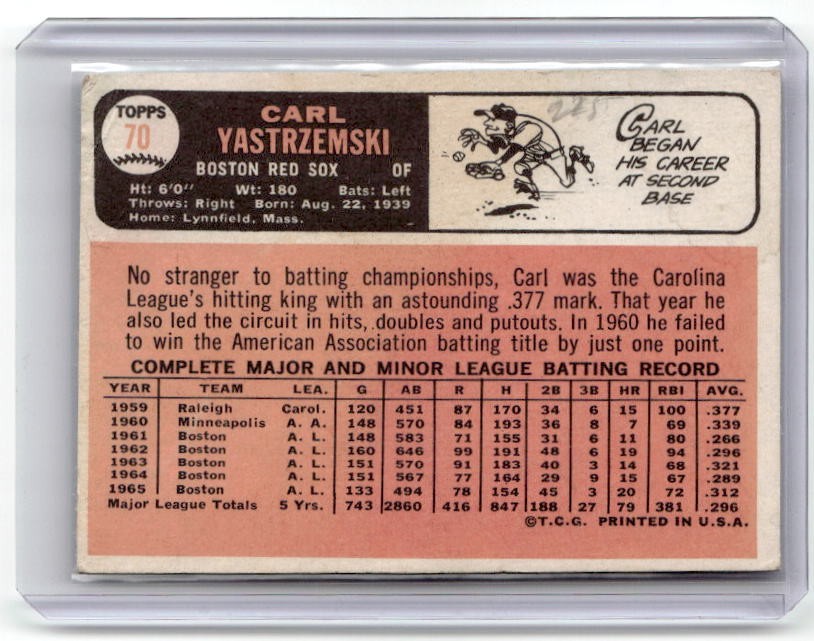 TOPPS
70
CARL
YASTRZEMSKI
BOSTON RED SOX OF
Ht: 6'0" Wt: 180 Bats: Left
Throws: Right Born: Aug. 22, 1939
Home: Lynnfield, Mass.
225
CARL
BEGAN
HIS CAREER
AT SECOND
BASE
No stranger to batting championships, Carl was the Carolina
League's hitting king with an astounding .377 mark. That year he
also led the circuit in hits, doubles and putouts. In 1960 he failed
to win the American Association batting title by just one point.
COMPLETE MAJOR AND MINOR LEAGUE BATTING RECORD
YEAR TEAM LEA. G AB R H 2B 3B HR RBI AVG.
1959 Raleigh Carol. 120 451 87 170 34 6 15 100 .377
1960 Minneapolis A. A. 148 570 84 193 36 8 7 69 .339
1961 Boston A. L. 148 583 71 155 31 6 11 80 .266
1962 Boston A. L. 160 646 99 191 48 6 19 94 .296
1963 Boston A. L. 151 570 91 183 40 3 14 68 .321
1964 Boston A. L. 151 567 77 164 29 9 15 67 .289
1965 Boston A. L. 133 494 78 154 45 3 20 72 .312
Major League Totals 5 Yrs. 743 2860 416 847 188 27 79 381 .296
©T.C.G. PRINTED IN U.S.A.